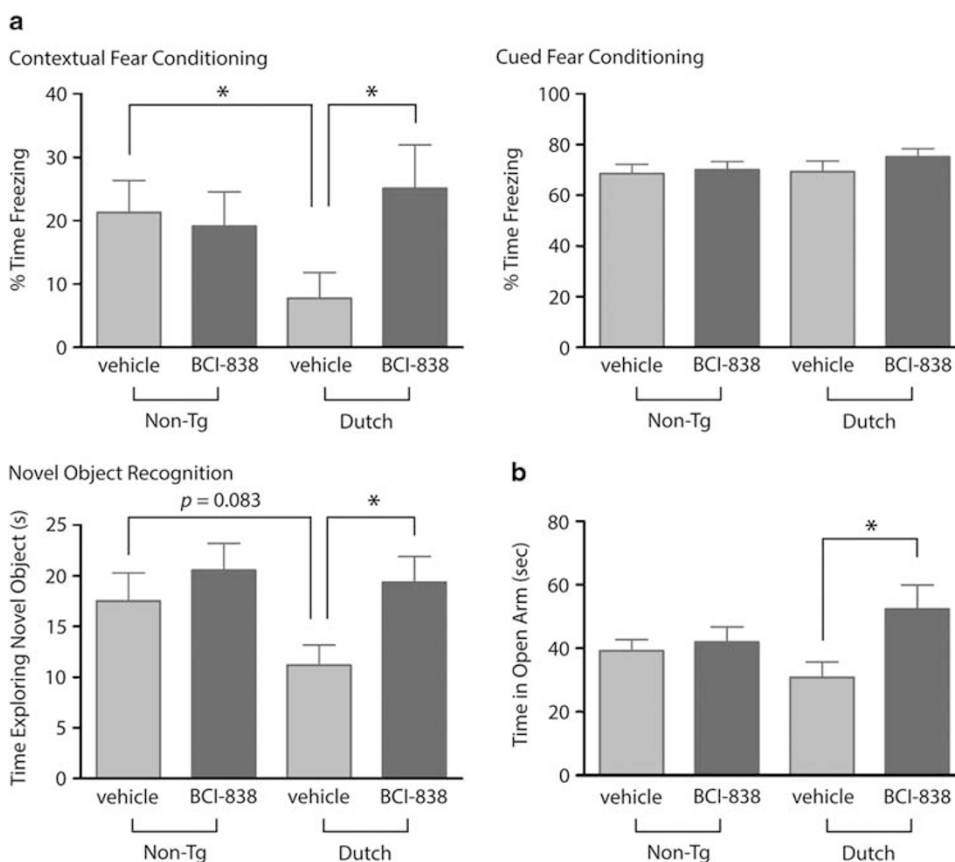 a
Contextual Fear Conditioning
% Time Freezing
40
30
20
10
0
*
*
vehicle BCI-838 vehicle BCI-838
Non-Tg Dutch
Cued Fear Conditioning
% Time Freezing
100
80
60
40
20
0
vehicle BCI-838 vehicle BCI-838
Non-Tg Dutch
Novel Object Recognition
Time Exploring Novel Object (s)
25
20
15
10
5
0
p = 0.083
*
vehicle BCI-838 vehicle BCI-838
Non-Tg Dutch
b
Time in Open Arm (sec)
80
60
40
20
0
*
vehicle BCI-838 vehicle BCI-838
Non-Tg Dutch